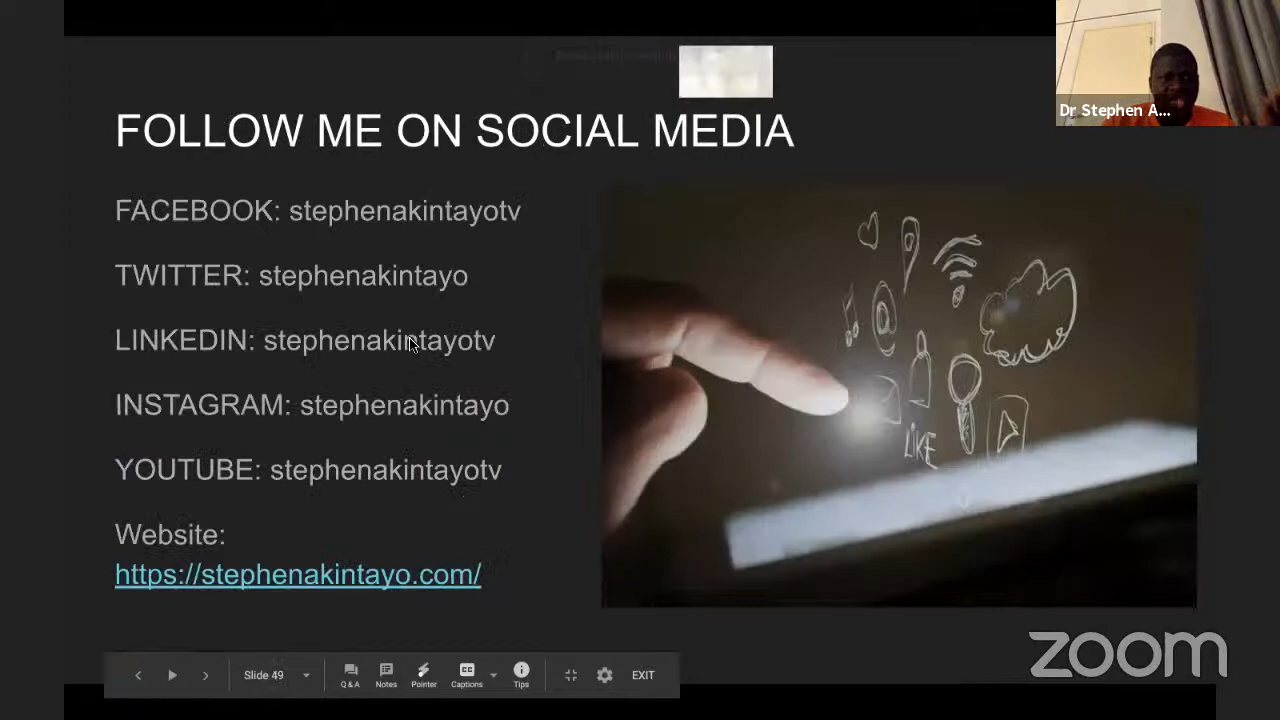 Dr Stephen A...
FOLLOW ME ON SOCIAL MEDIA
FACEBOOK: stephenakintayotv
TWITTER: stephenakintayo
LINKEDIN: stephenakintayotv
INSTAGRAM: stephenakintayo
YOUTUBE: stephenakintayotv
Website:
https://stephenakintayo.com/
LIKE
zoom
Slide 49
Q & A
Notes
Pointer
Captions
Tips
EXIT